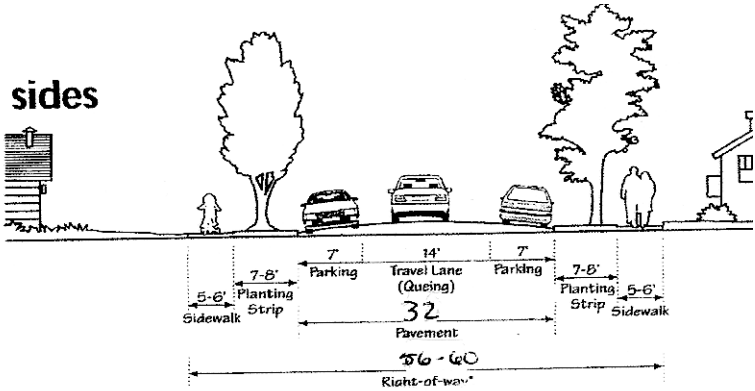 sides
7'
Parking
14'
Travel Lane
(Queing)
7'
Parking
7-8'
Planting
Strip
7-8'
Planting
Strip
5-6'
Sidewalk
5-6'
Sidewalk
32
Pavement
56-60
Right-of-way*